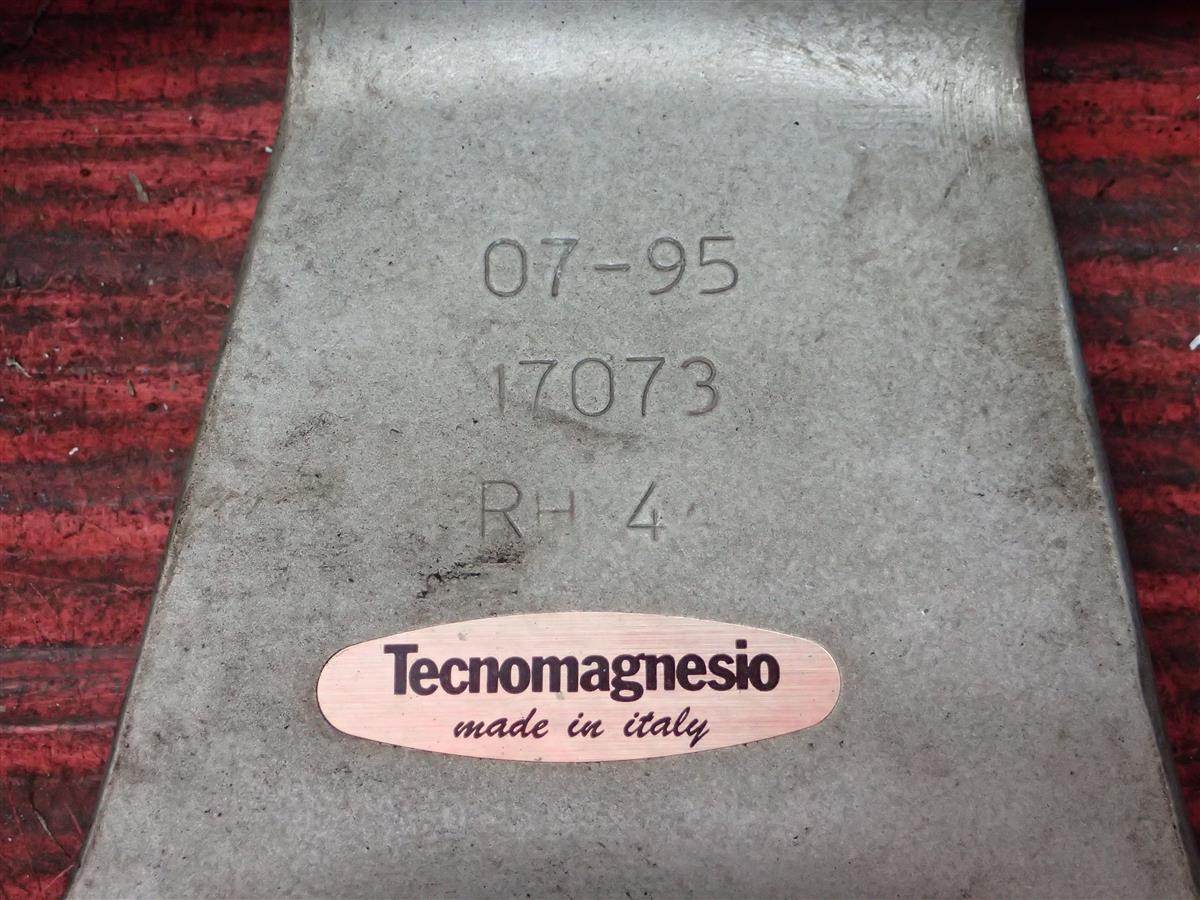 07-95
17073
RH 4
Tecnomagnesio
made in italy